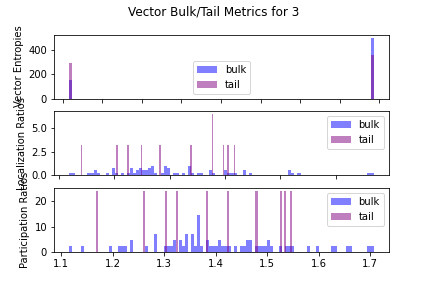 Vector Bulk/Tail Metrics for 3
Vector Entropies
400
200
0
bulk
tail
Localization Ratios
5.0
2.5
0.0
bulk
tail
Participation Ratios
20
10
0
bulk
tail
1.1 1.2 1.3 1.4 1.5 1.6 1.7